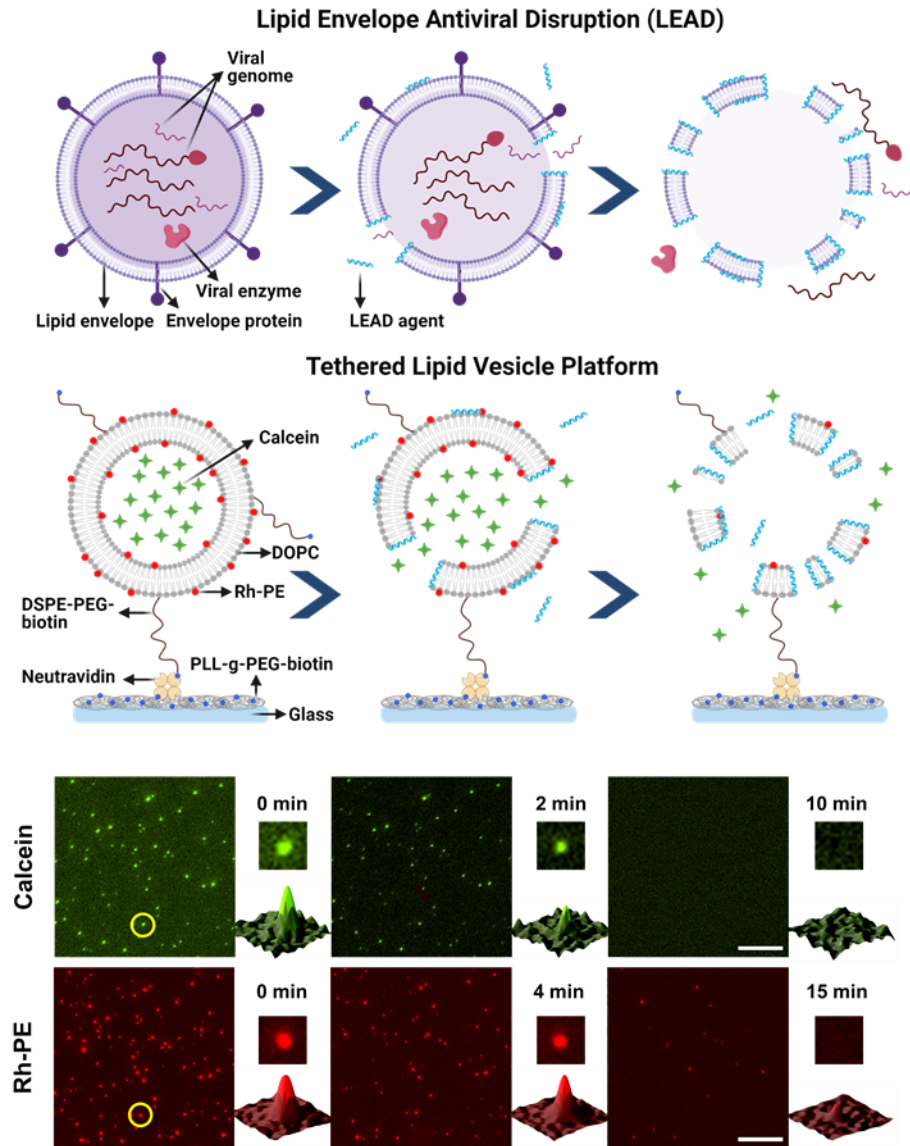 Lipid Envelope Antiviral Disruption (LEAD)
Viral
genome
Viral enzyme
Lipid envelope
Envelope protein
LEAD agent
Tethered Lipid Vesicle Platform
Calcein
DOPC
Rh-PE
DSPE-PEG-
biotin
Neutravidin
PLL-g-PEG-biotin
Glass
Calcein
0 min
2 min
10 min
Rh-PE
0 min
4 min
15 min